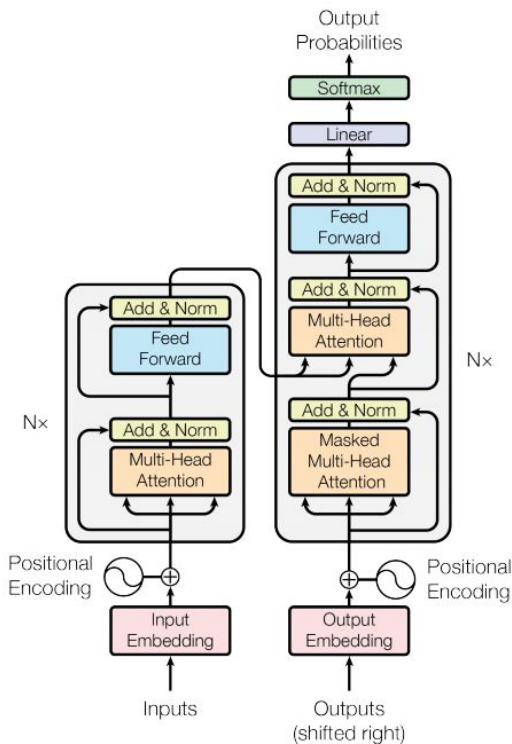 Output
Probabilities
Softmax
Linear
Add & Norm
Feed
Forward
Add & Norm
Multi-Head
Attention
Add & Norm
Masked
Multi-Head
Attention
N×
Add & Norm
Feed
Forward
Add & Norm
Multi-Head
Attention
N×
Positional
Encoding
Positional
Encoding
Input
Embedding
Output
Embedding
Inputs
Outputs
(shifted right)